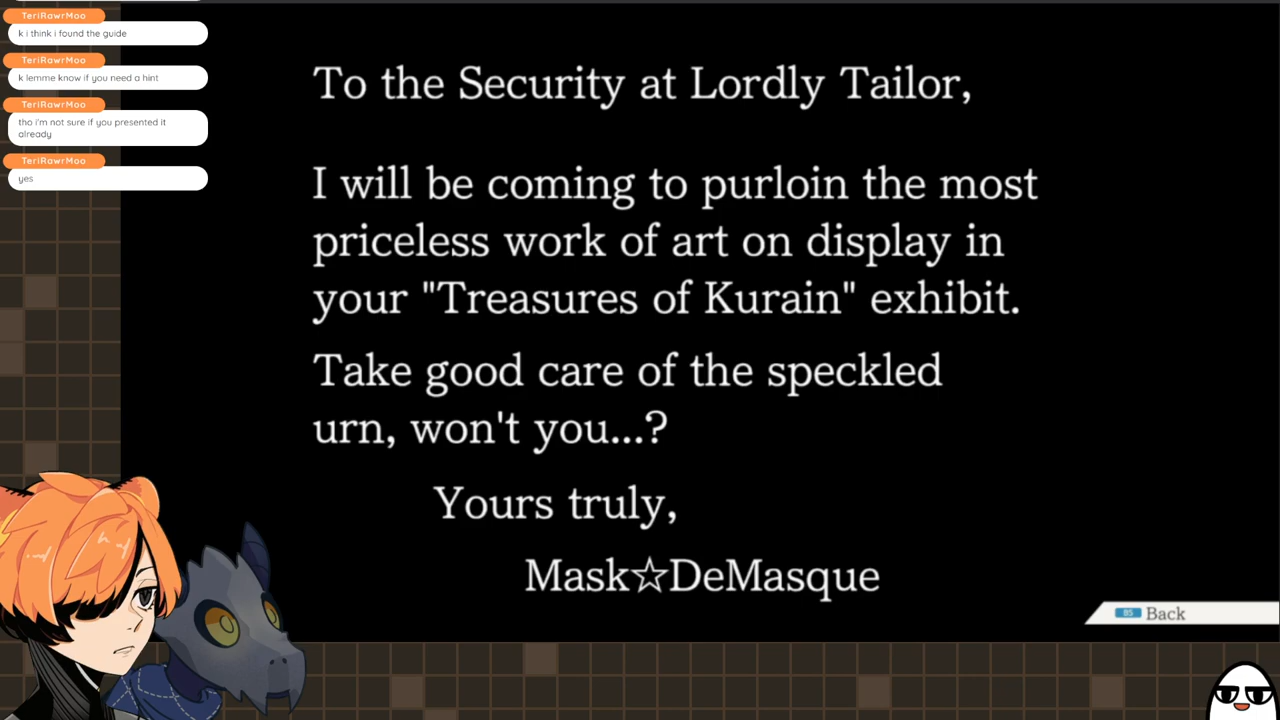 TeriRawrMoo
k i think i found the guide
TeriRawrMoo
k lemme know if you need a hint
TeriRawrMoo
tho i'm not sure if you presented it
already
TeriRawrMoo
yes
To the Security at Lordly Tailor,
I will be coming to purloin the most
priceless work of art on display in
your "Treasures of Kurain" exhibit.
Take good care of the speckled
urn, won't you...?
Yours truly,
Mask☆DeMasque
BS Back